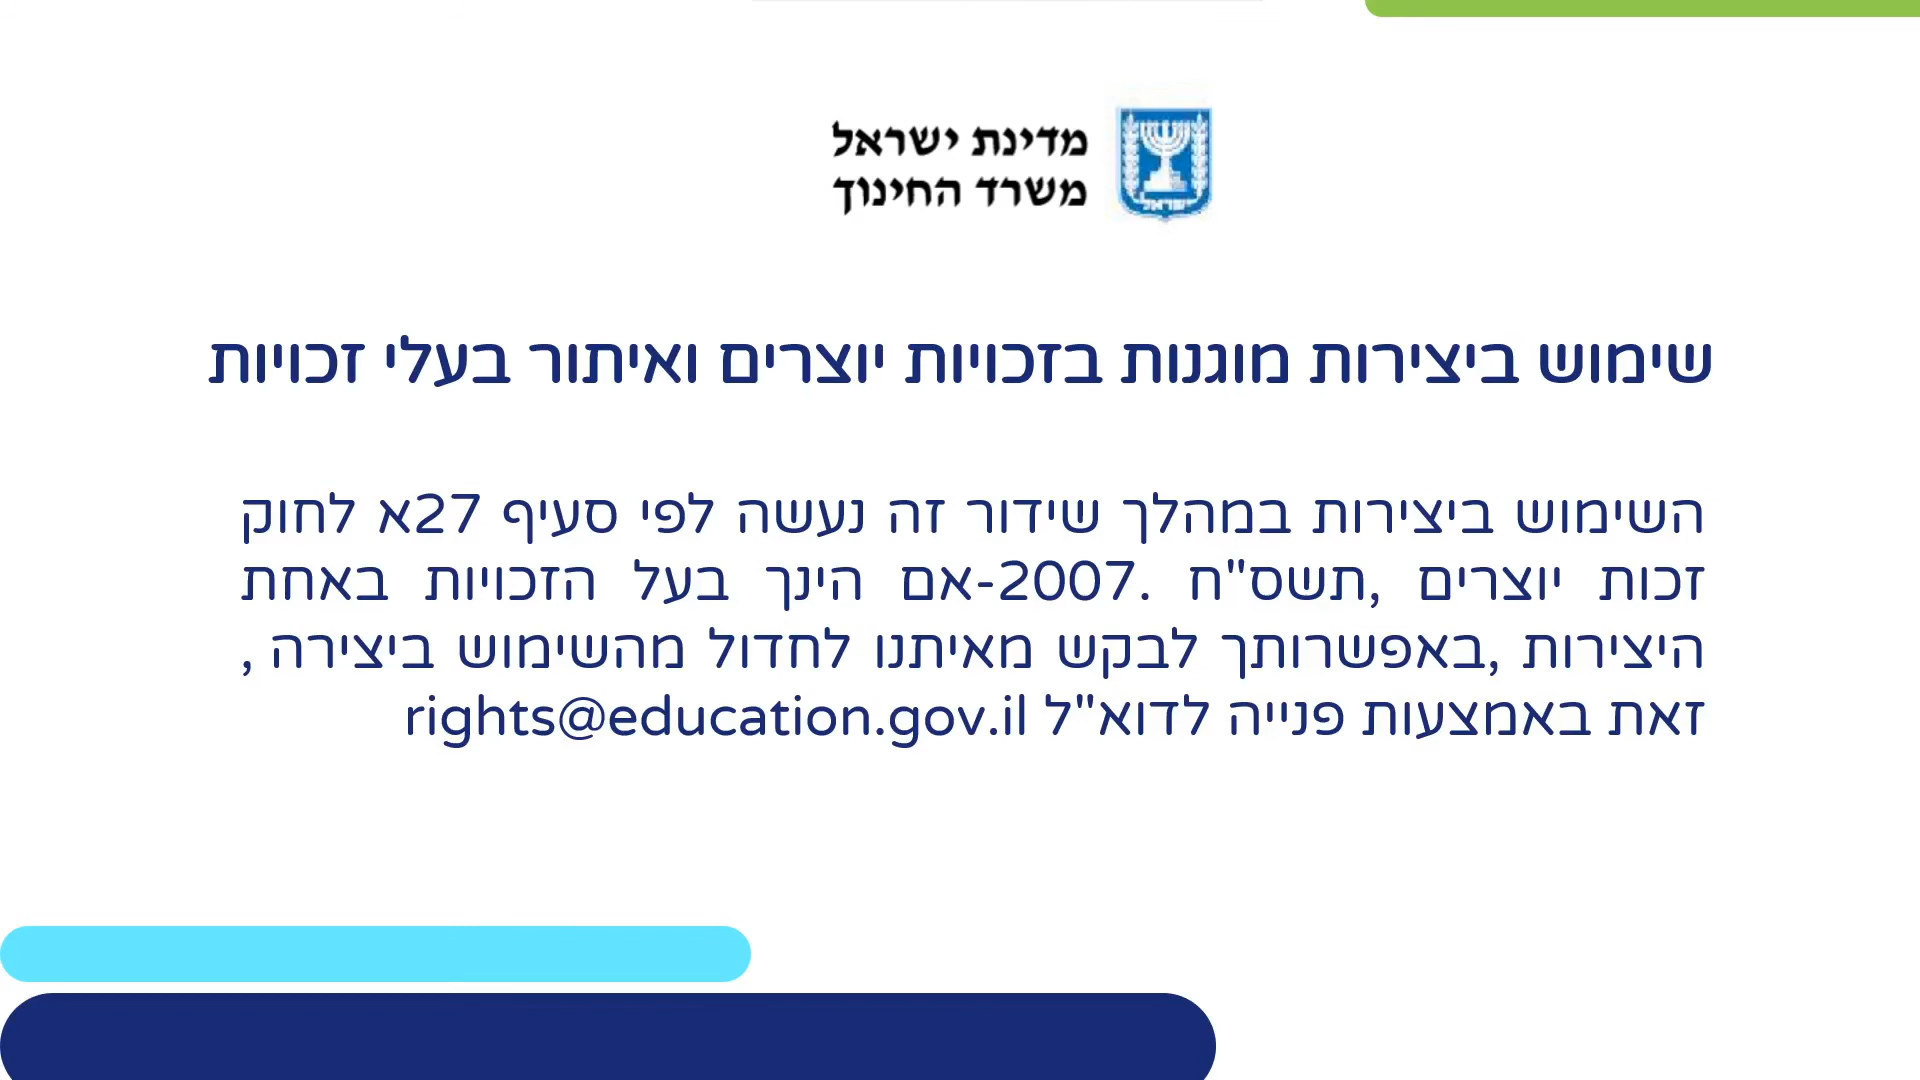 מדינת ישראל
משרד החינוך
ישראל
שימוש ביצירות מוגנות בזכויות יוצרים ואיתור בעלי זכויות
השימוש ביצירות במהלך שידור זה נעשה לפי סעיף 27א לחוק
זכות יוצרים ,תשס"ח .2007-אם הינך בעל הזכויות באחת
היצירות ,באפשרותך לבקש מאיתנו לחדול מהשימוש ביצירה ,
זאת באמצעות פנייה לדוא"ל rights@education.gov.il